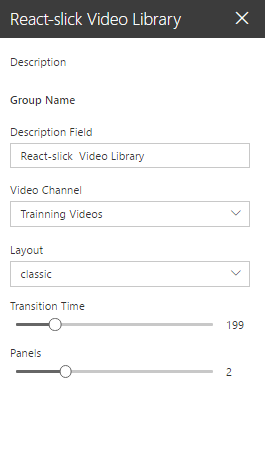 React-slick Video Library
Description
Group Name
Description Field
React-slick Video Library
Video Channel
Trainning Videos
Layout
classic
Transition Time
199
Panels
2